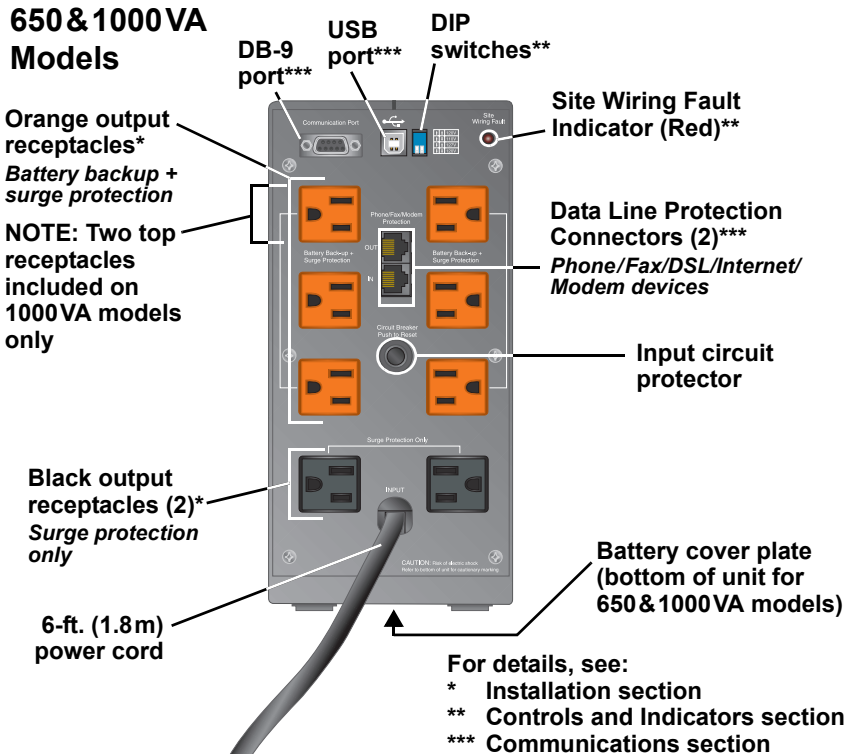 650 & 1000 VA
Models
DB-9
port***
USB
port***
DIP
switches**
Orange output
receptacles*
Battery backup +
surge protection
NOTE: Two top
receptacles
included on
1000 VA models
only
Site Wiring Fault
Indicator (Red)**
Data Line Protection
Connectors (2)***
Phone/Fax/DSL/Internet/
Modem devices
Input circuit
protector
Black output
receptacles (2)*
Surge protection
only
6-ft. (1.8 m)
power cord
Battery cover plate
(bottom of unit for
650 & 1000 VA models)
Communication Port
Site
Wiring Fault
Phone/Fax/Modem
Protection
OUT
IN
Battery Back-up +
Surge Protection
Battery Back-up +
Surge Protection
Circuit Breaker
Push to Reset
Surge Protection Only
INPUT
CAUTION: Risk of electric shock.
Refer to bottom of unit for cautionary marking
For details, see:
* Installation section
** Controls and Indicators section
*** Communications section